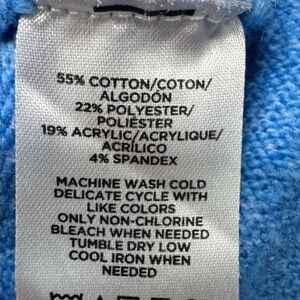 55% COTTON/COTON/
ALGODÓN
22% POLYESTER/
POLIÉSTER
19% ACRYLIC/ACRYLIQUE/
ACRÍLICO
4% SPANDEX
MACHINE WASH COLD
DELICATE CYCLE WITH
LIKE COLORS
ONLY NON-CHLORINE
BLEACH WHEN NEEDED
TUMBLE DRY LOW
COOL IRON WHEN
NEEDED